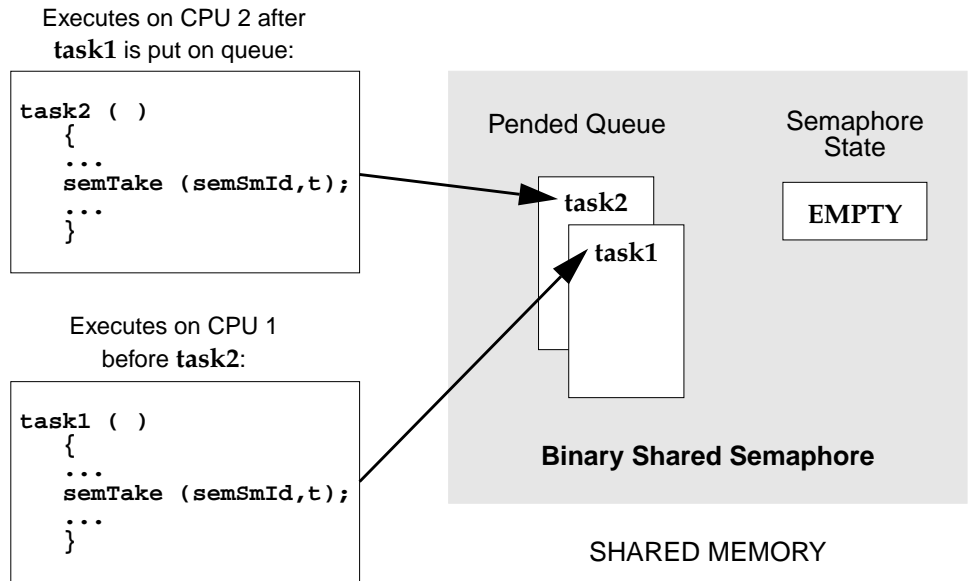 Executes on CPU 2 after
task1 is put on queue:
task2 ( )
{
...
semTake (semSmId,t);
...
}
Executes on CPU 1
before task2:
task1 ( )
{
...
semTake (semSmId,t);
...
}
Pended Queue
Semaphore
State
task2
task1
EMPTY
Binary Shared Semaphore
SHARED MEMORY